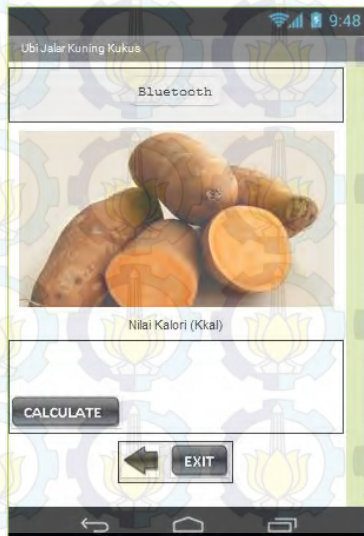 9:48
Ubi Jalar Kuning Kukus
Bluetooth
Nilai Kalori (Kkal)
CALCULATE
EXIT